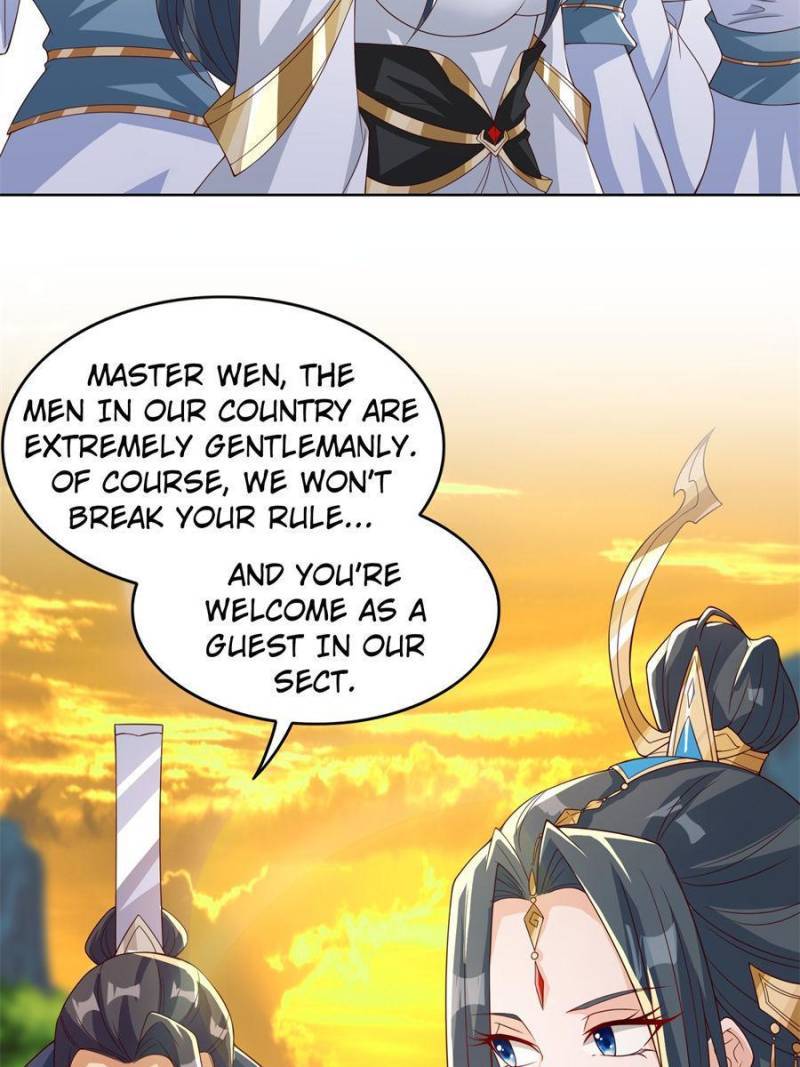 MASTER WEN, THE
MEN IN OUR COUNTRY ARE
EXTREMELY GENTLEMANLY.
OF COURSE, WE WON'T
BREAK YOUR RULE...
AND YOU'RE
WELCOME AS A
GUEST IN OUR
SECT.